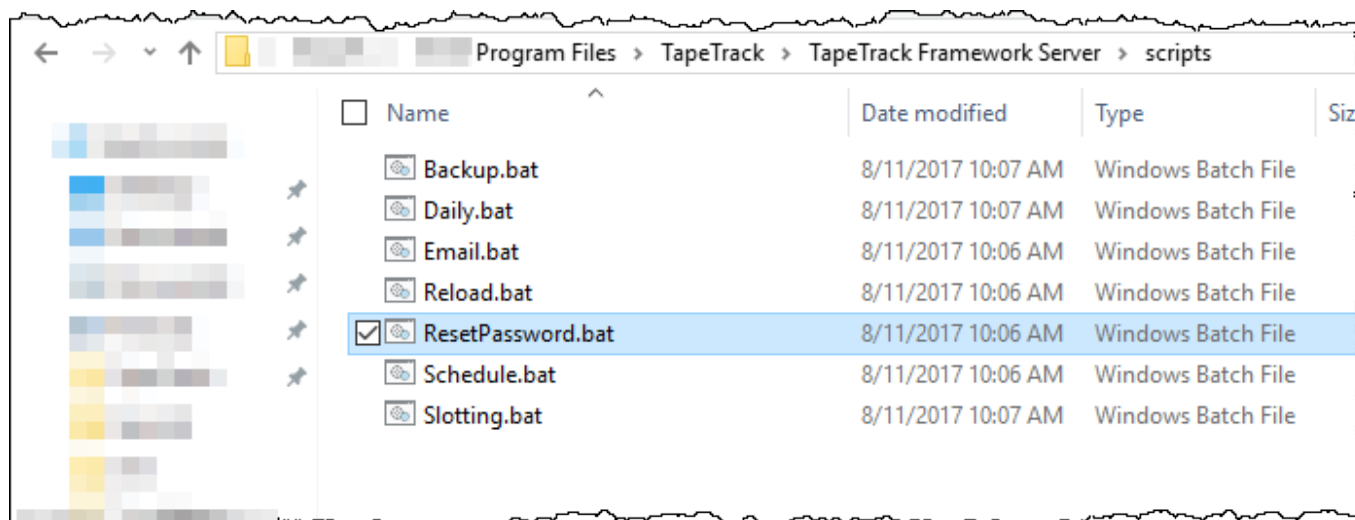 Program Files > TapeTrack > TapeTrack Framework Server > scripts
Name Date modified Type Siz
Backup.bat 8/11/2017 10:07 AM Windows Batch File
Daily.bat 8/11/2017 10:07 AM Windows Batch File
Email.bat 8/11/2017 10:06 AM Windows Batch File
Reload.bat 8/11/2017 10:06 AM Windows Batch File
ResetPassword.bat 8/11/2017 10:06 AM Windows Batch File
Schedule.bat 8/11/2017 10:06 AM Windows Batch File
Slotting.bat 8/11/2017 10:07 AM Windows Batch File